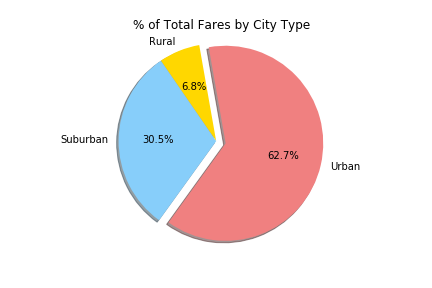 % of Total Fares by City Type
Rural
6.8%
Suburban
30.5%
62.7%
Urban